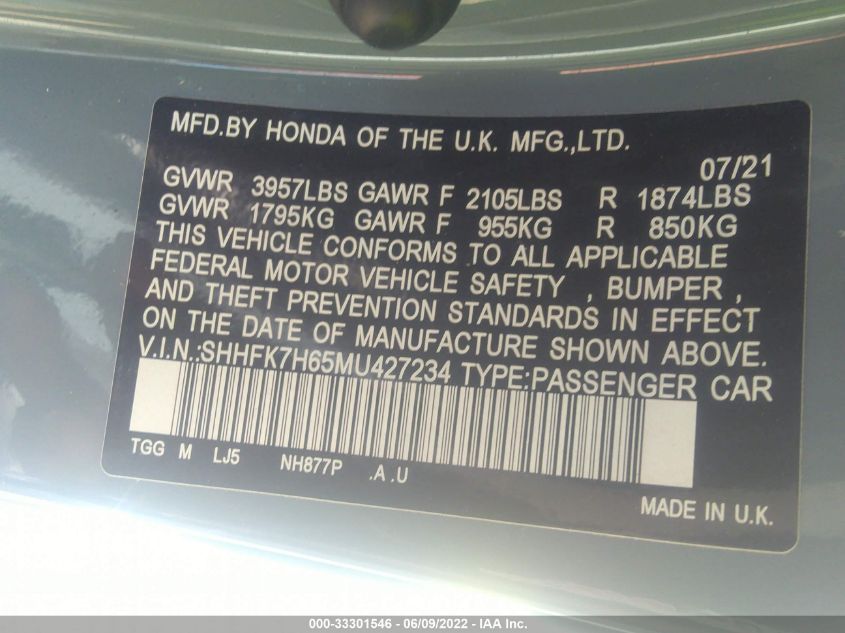 MFD.BY HONDA OF THE U.K. MFG.,LTD.
07/21
GVWR 3957LBS GAWR F 2105LBS R 1874LBS
GVWR 1795KG GAWR F 955KG R 850KG
THIS VEHICLE CONFORMS TO ALL APPLICABLE
FEDERAL MOTOR VEHICLE SAFETY , BUMPER ,
AND THEFT PREVENTION STANDARDS IN EFFECT
ON THE DATE OF MANUFACTURE SHOWN ABOVE.
V.I.N.:SHHFK7H65MU427234 TYPE:PASSENGER CAR
TGG M LJ5 NH877P .A .U
MADE IN U.K.
000-33301546 - 06/09/2022 - IAA Inc.